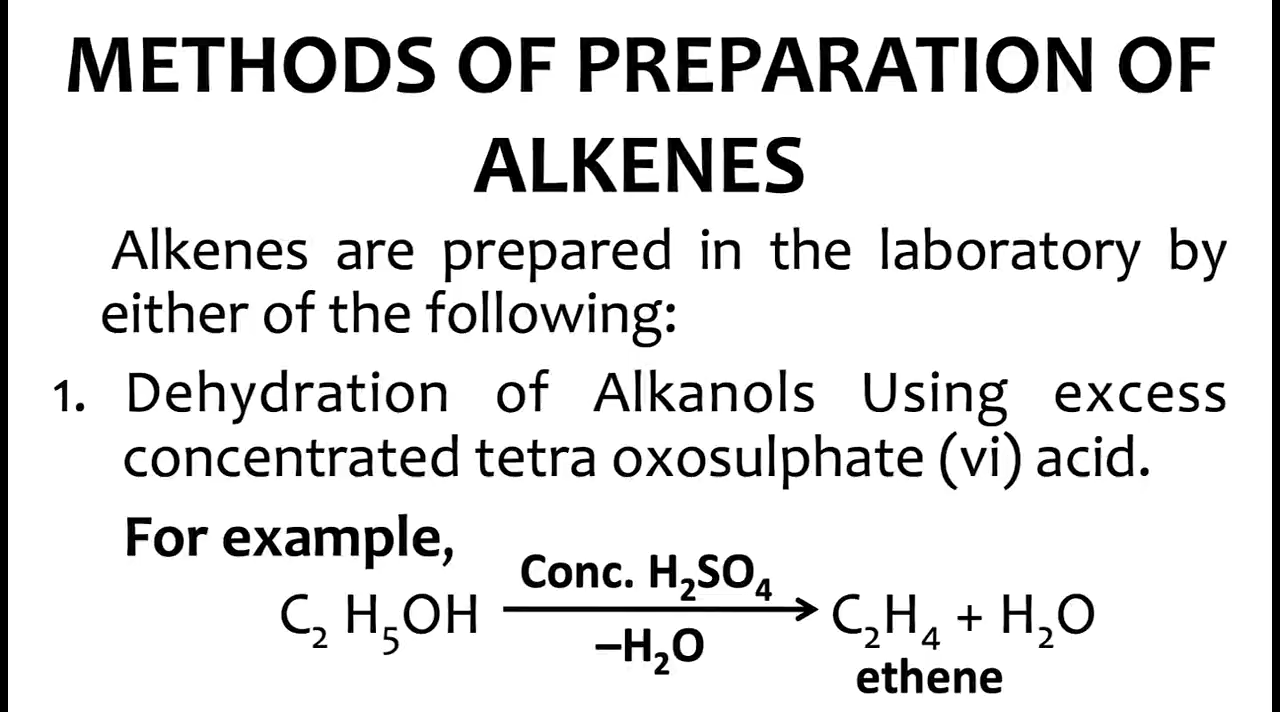 METHODS OF PREPARATION OF
ALKENES
Alkenes are prepared in the laboratory by
either of the following:
1. Dehydration of Alkanols Using excess
concentrated tetra oxosulphate (vi) acid.
For example,
Conc. H₂SO₄
C₂ H₅OH ⟶ C₂H₄ + H₂O
–H₂O
ethene